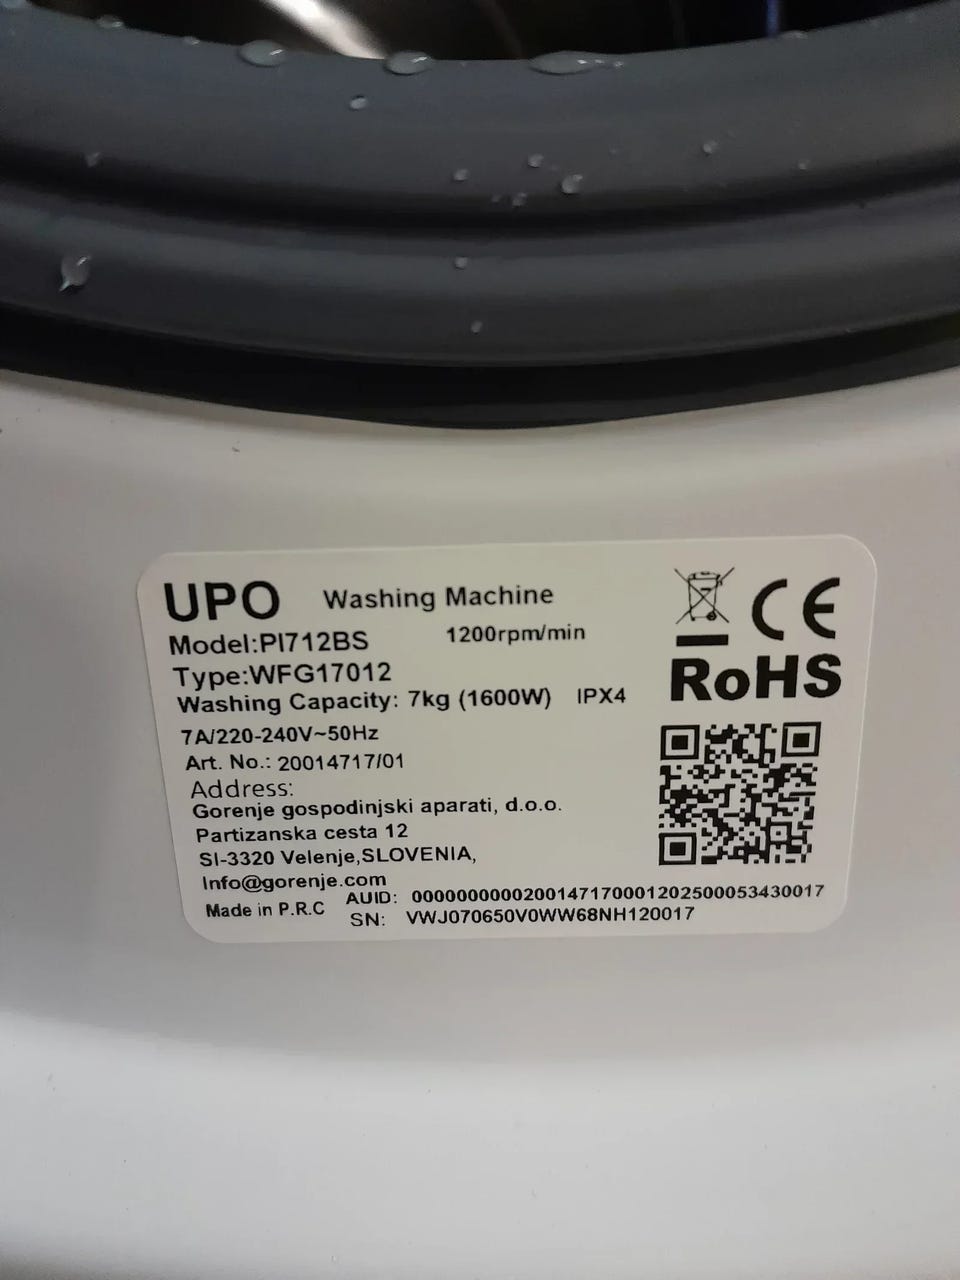 UPO Washing Machine
Model:PI712BS 1200rpm/min
Type:WFG17012
Washing Capacity: 7kg (1600W) IPX4
7A/220-240V~50Hz
Art. No.: 20014717/01
Address:
Gorenje gospodinjski aparati, d.o.o.
Partizanska cesta 12
SI-3320 Velenje,SLOVENIA,
Info@gorenje.com
Made in P.R.C
AUID: 0000000000200147170001202500053430017
SN: VWJ070650V0WW68NH120017
CE
RoHS